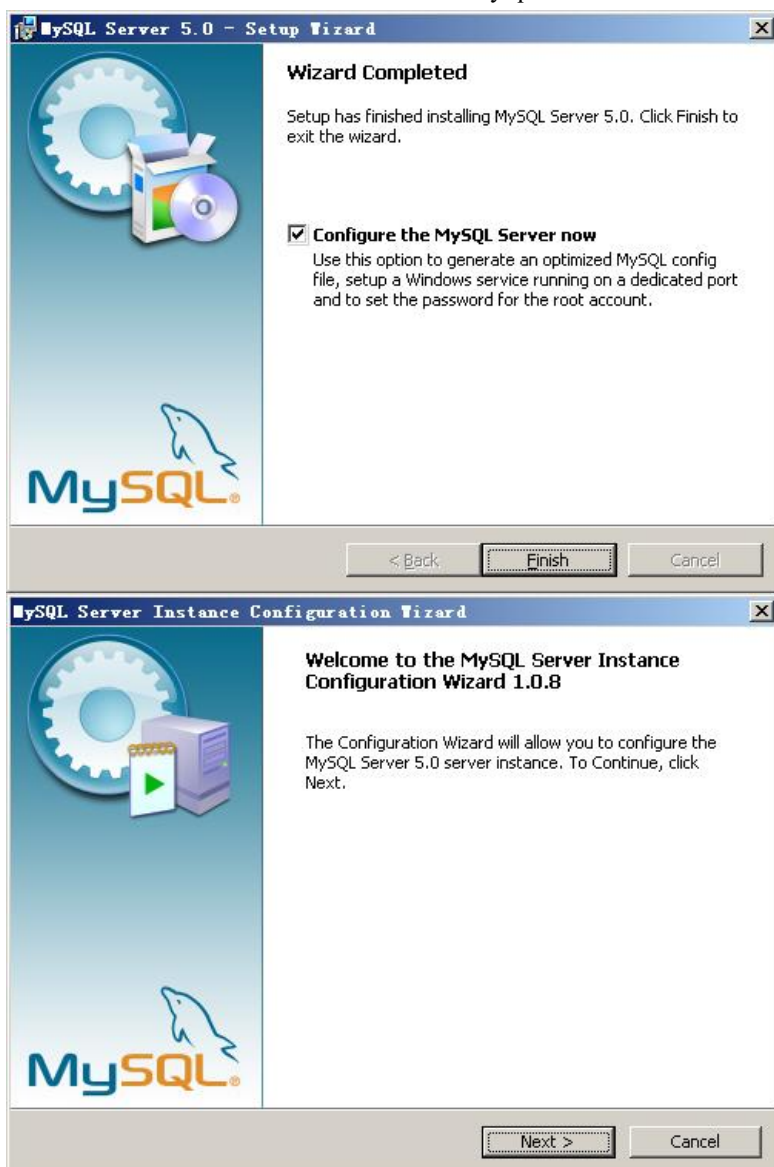 MySQL Server 5.0 - Setup Wizard
Wizard Completed
Setup has finished installing MySQL Server 5.0. Click Finish to
exit the wizard.
Configure the MySQL Server now
Use this option to generate an optimized MySQL config
file, setup a Windows service running on a dedicated port
and to set the password for the root account.
MySQL®
< Back
Finish
Cancel
MySQL Server Instance Configuration Wizard
Welcome to the MySQL Server Instance
Configuration Wizard 1.0.8
The Configuration Wizard will allow you to configure the
MySQL Server 5.0 server instance. To Continue, click
Next.
MySQL®
Next >
Cancel